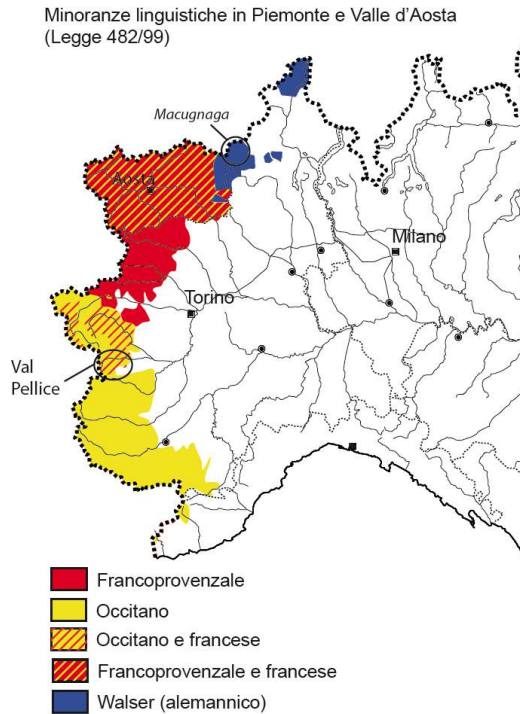 Minoranze linguistiche in Piemonte e Valle d'Aosta
(Legge 482/99)
Macugnaga
Aosta
Milano
Torino
Val
Pellice
Francoprovenzale
Occitano
Occitano e francese
Francoprovenzale e francese
Walser (alemannico)